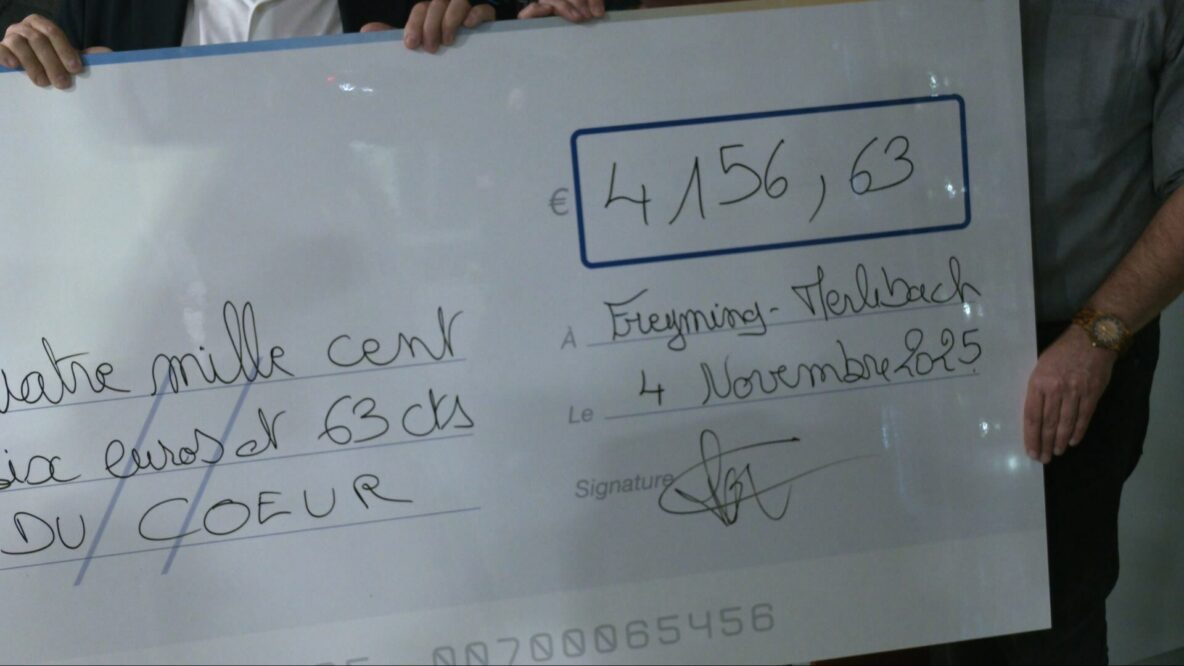 € 4156,63
À Freyming-Merlebach
Le 4 Novembre 2025
Signature
uatre mille cent
ix euros et 63 cts
DU COEUR
00700065456